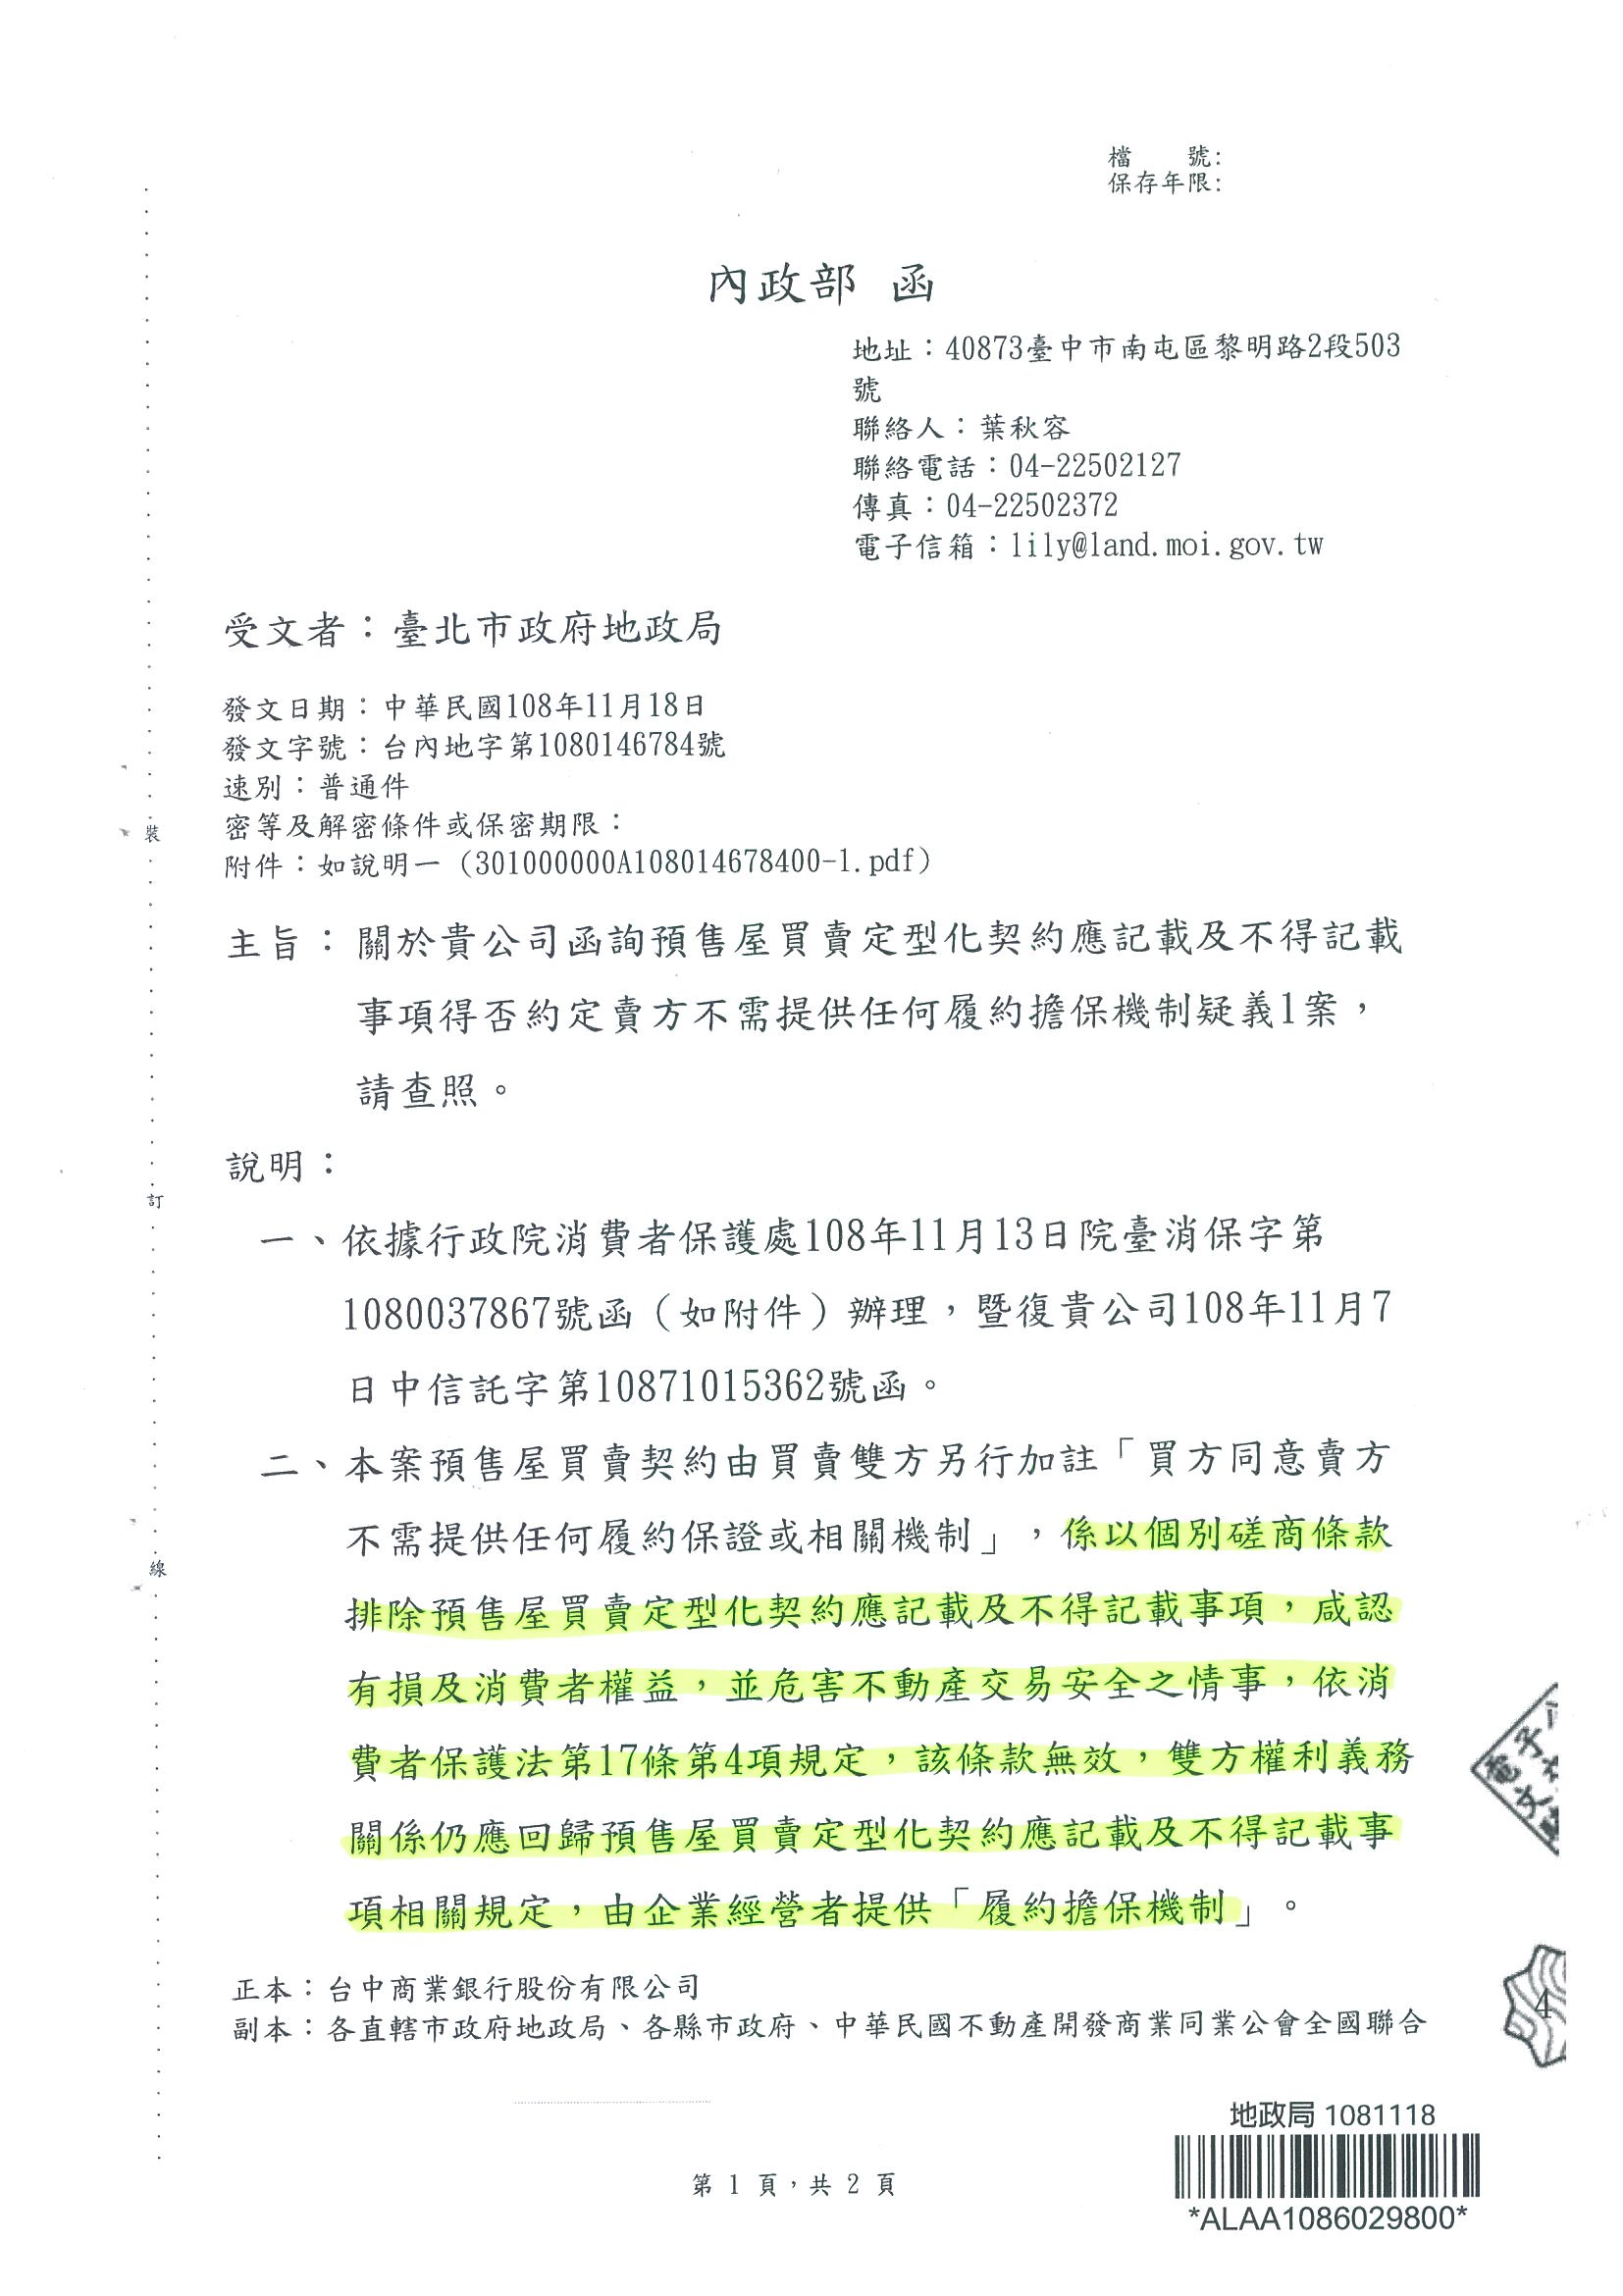 檔　　號:
保存年限:
內政部 函
地址：40873臺中市南屯區黎明路2段503
號
聯絡人：葉秋容
聯絡電話：04-22502127
傳真：04-22502372
電子信箱：lily@land.moi.gov.tw
受文者：臺北市政府地政局
發文日期：中華民國108年11月18日
發文字號：台內地字第1080146784號
速別：普通件
密等及解密條件或保密期限：
附件：如說明一（301000000A108014678400-1.pdf）
主旨：關於貴公司函詢預售屋買賣定型化契約應記載及不得記載
事項得否約定賣方不需提供任何履約擔保機制疑義1案，
請查照。
說明：
一、依據行政院消費者保護處108年11月13日院臺消保字第
1080037867號函（如附件）辦理，暨復貴公司108年11月7
日中信託字第10871015362號函。
二、本案預售屋買賣契約由買賣雙方另行加註「買方同意賣方
不需提供任何履約保證或相關機制」，係以個別磋商條款
排除預售屋買賣定型化契約應記載及不得記載事項，咸認
有損及消費者權益，並危害不動產交易安全之情事，依消
費者保護法第17條第4項規定，該條款無效，雙方權利義務
關係仍應回歸預售屋買賣定型化契約應記載及不得記載事
項相關規定，由企業經營者提供「履約擔保機制」。
正本：台中商業銀行股份有限公司
副本：各直轄市政府地政局、各縣市政府、中華民國不動產開發商業同業公會全國聯合
裝
訂
線
電子
文
4
地政局 1081118
*ALAA1086029800*
第 1 頁，共 2 頁